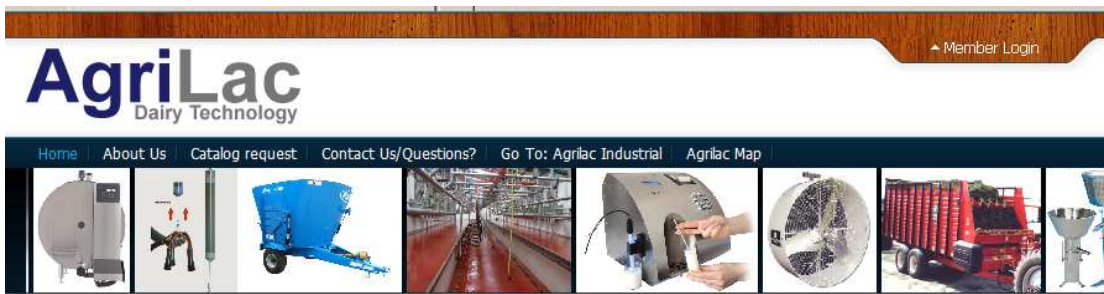 Member Login
AgriLac
Dairy Technology
Home About Us Catalog request Contact Us/Questions? Go To: Agrilac Industrial Agrilac Map